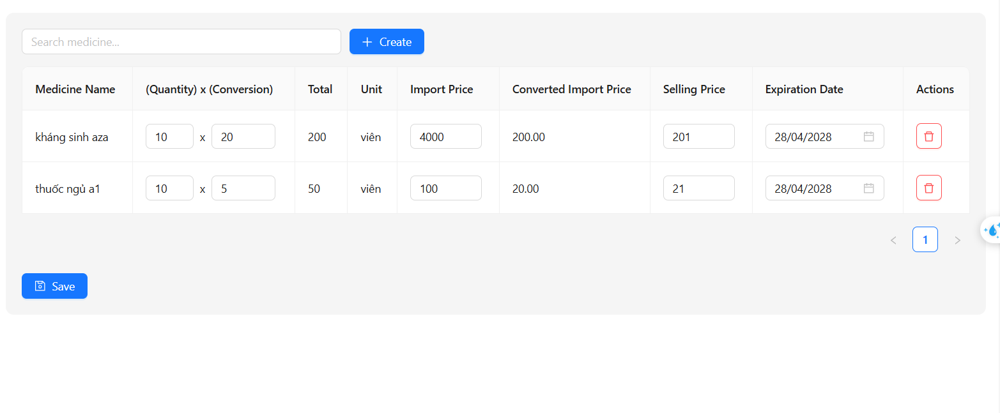 Search medicine...
Create
Medicine Name (Quantity) x (Conversion) Total Unit Import Price Converted Import Price Selling Price Expiration Date Actions
kháng sinh aza 10 x 20 200 viên 4000 200.00 201 28/04/2028
thuốc ngủ a1 10 x 5 50 viên 100 20.00 21 28/04/2028
1
Save